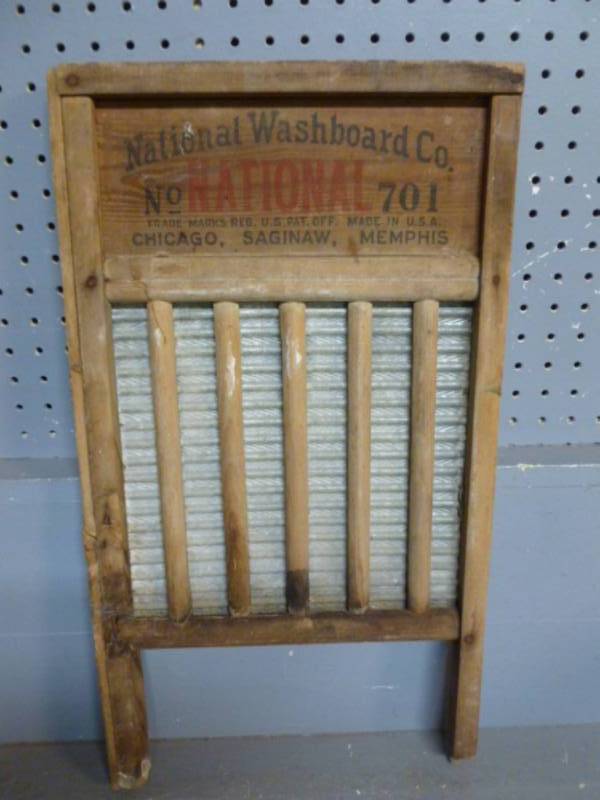 National Washboard Co.
No NATIONAL 701
TRADE MARKS REG. U.S. PAT. OFF. MADE IN U.S.A.
CHICAGO, SAGINAW, MEMPHIS